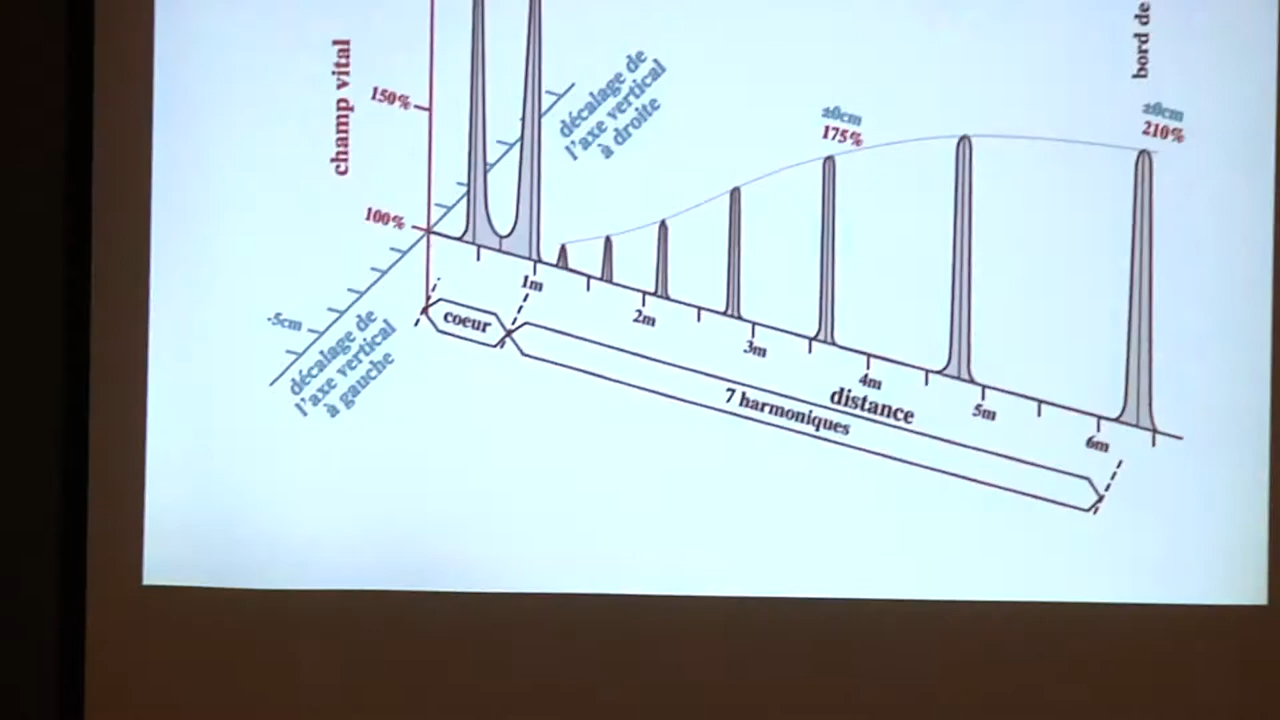 bord de
champ vital
150%
100%
décalage de
l'axe vertical
à droite
±0cm
175%
±0cm
210%
-5cm
décalage de
l'axe vertical
à gauche
1m
2m
3m
4m
5m
6m
coeur
distance
7 harmoniques